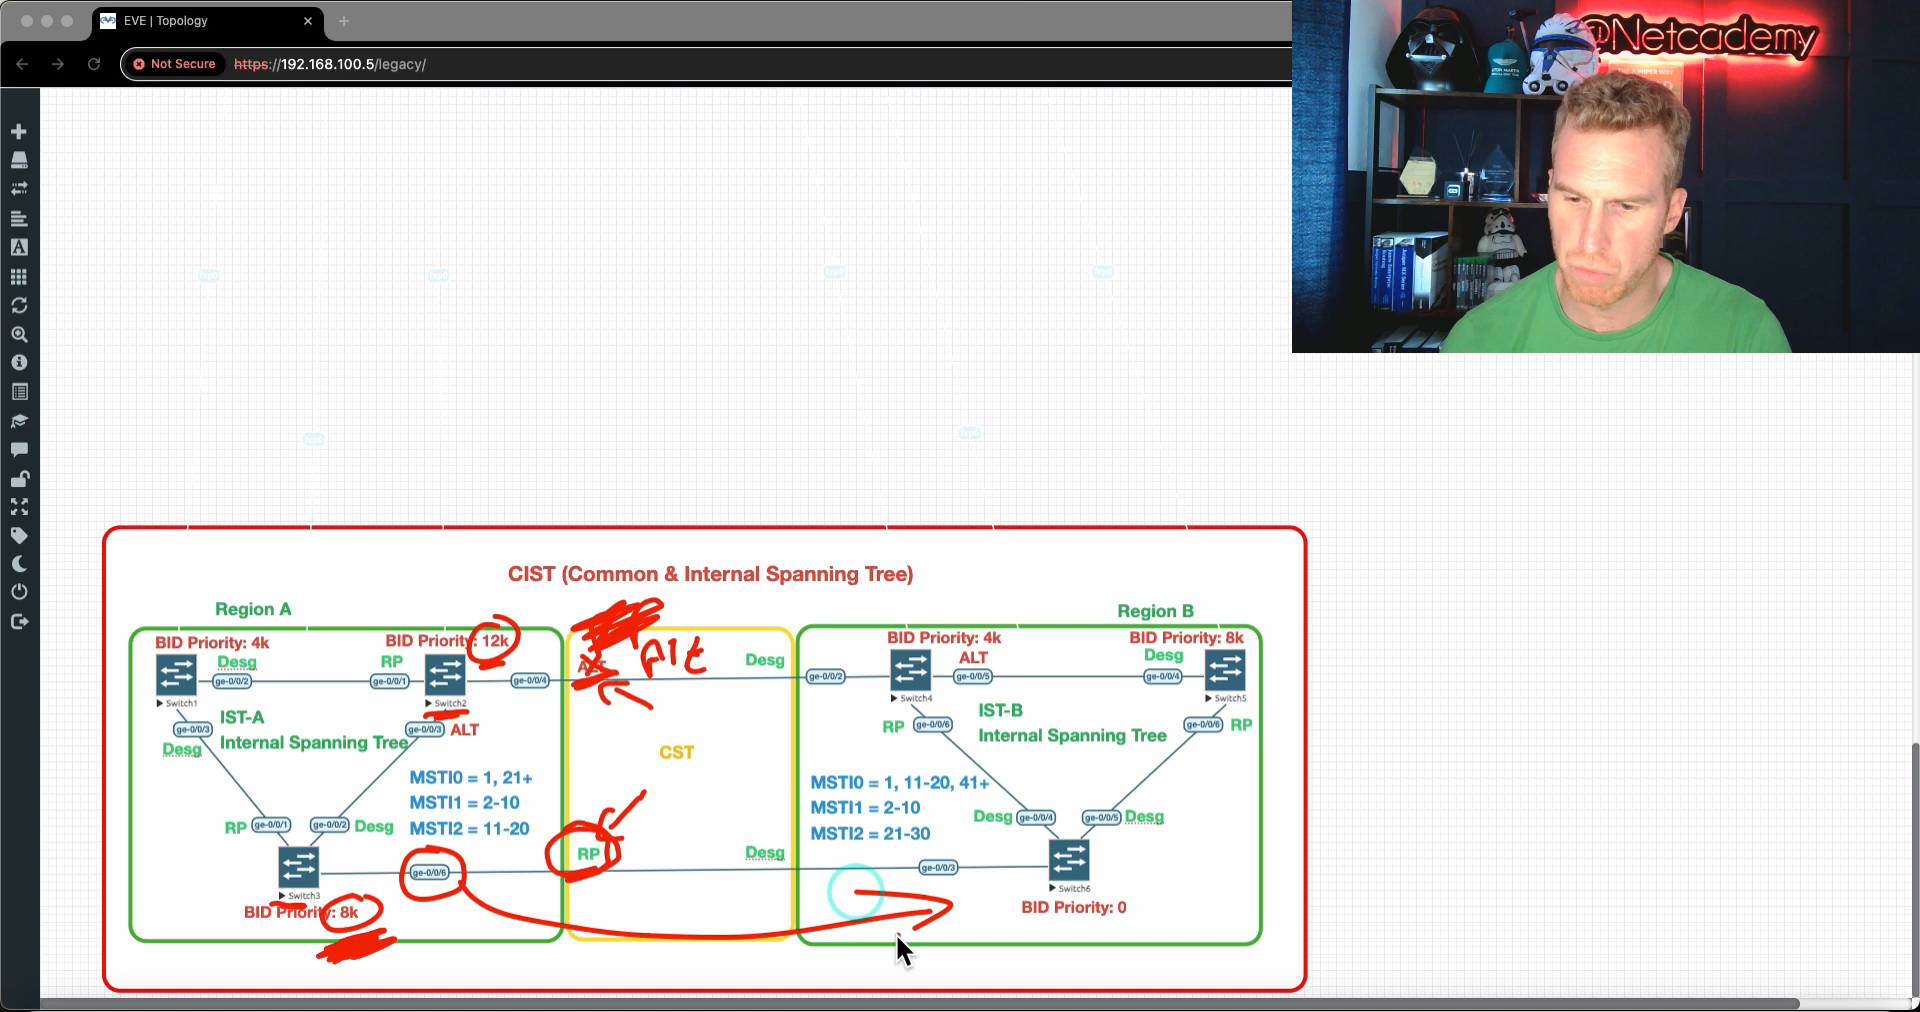 EVE | Topology
Not Secure https://192.168.100.5/legacy/
@Netcademy
CIST (Common & Internal Spanning Tree)
Region A
Region B
BID Priority: 4k
BID Priority: 12k
BID Priority: 4k
BID Priority: 8k
Desg
RP
ALT
Alt
Desg
ALT
Desg
ge-0/0/2
ge-0/0/1
ge-0/0/4
ge-0/0/2
ge-0/0/5
ge-0/0/4
Switch1
Switch2
Switch4
Switch5
IST-A
Internal Spanning Tree
ge-0/0/3
Desg
ge-0/0/3
ALT
RP
ge-0/0/6
IST-B
Internal Spanning Tree
ge-0/0/6
RP
CST
MSTI0 = 1, 21+
MSTI1 = 2-10
MSTI2 = 11-20
MSTI0 = 1, 11-20, 41+
MSTI1 = 2-10
MSTI2 = 21-30
RP
ge-0/0/1
ge-0/0/2
Desg
Desg
ge-0/0/4
ge-0/0/5
Desg
ge-0/0/6
RP
Desg
ge-0/0/3
Switch3
Switch6
BID Priority: 8k
BID Priority: 0